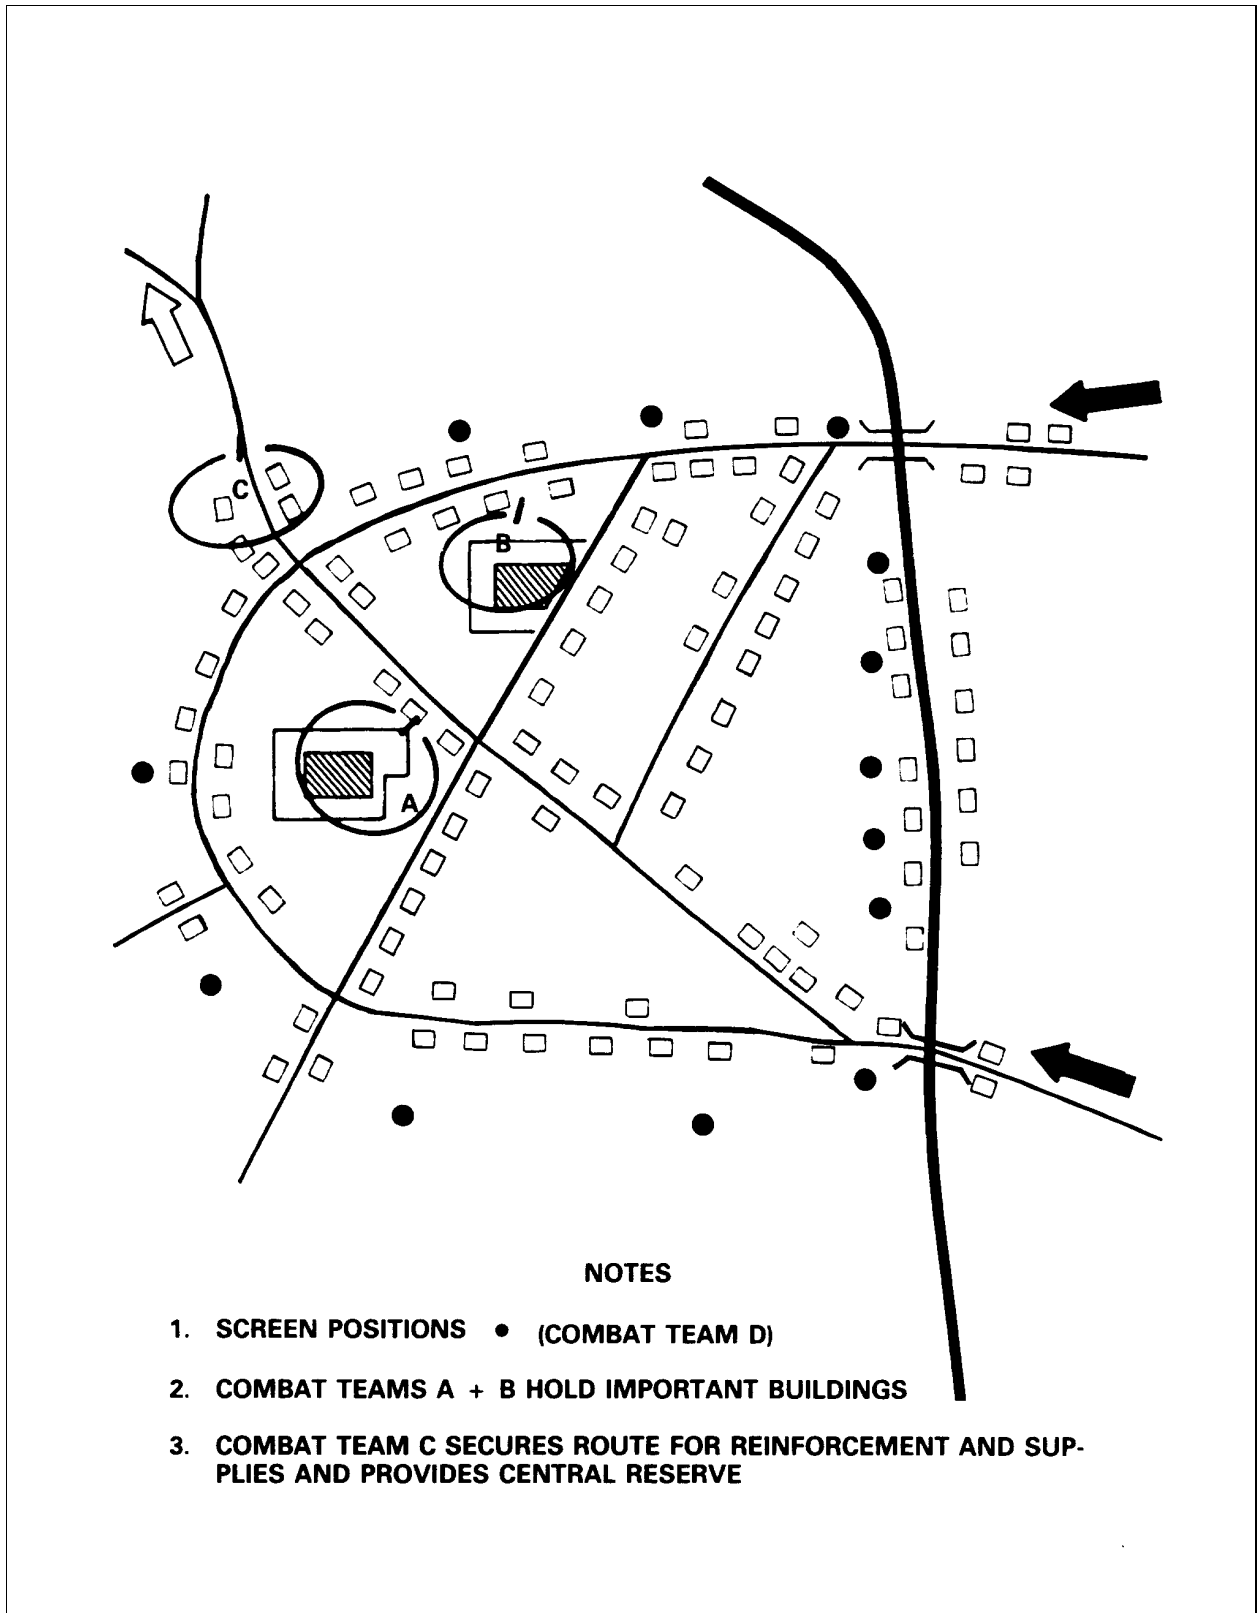 C
B
A
NOTES
1. SCREEN POSITIONS ● (COMBAT TEAM D)
2. COMBAT TEAMS A + B HOLD IMPORTANT BUILDINGS
3. COMBAT TEAM C SECURES ROUTE FOR REINFORCEMENT AND SUP-
PLIES AND PROVIDES CENTRAL RESERVE